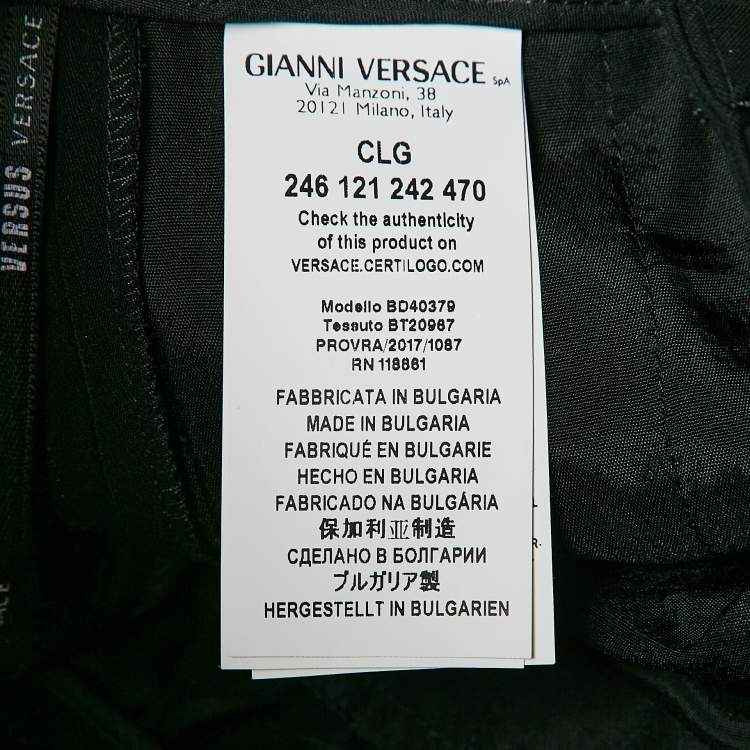 GIANNI VERSACE SpA
Via Manzoni, 38
20121 Milano, Italy
CLG
246 121 242 470
Check the authenticity
of this product on
VERSACE.CERTILOGO.COM
Modello BD40379
Tessuto BT20967
PROVRA/2017/1087
RN 118861
FABBRICATA IN BULGARIA
MADE IN BULGARIA
FABRIQUÉ EN BULGARIE
HECHO EN BULGARIA
FABRICADO NA BULGÁRIA
保加利亚制造
СДЕЛАНО В БОЛГАРИИ
ブルガリア製
HERGESTELLT IN BULGARIEN
VERSUS VERSACE